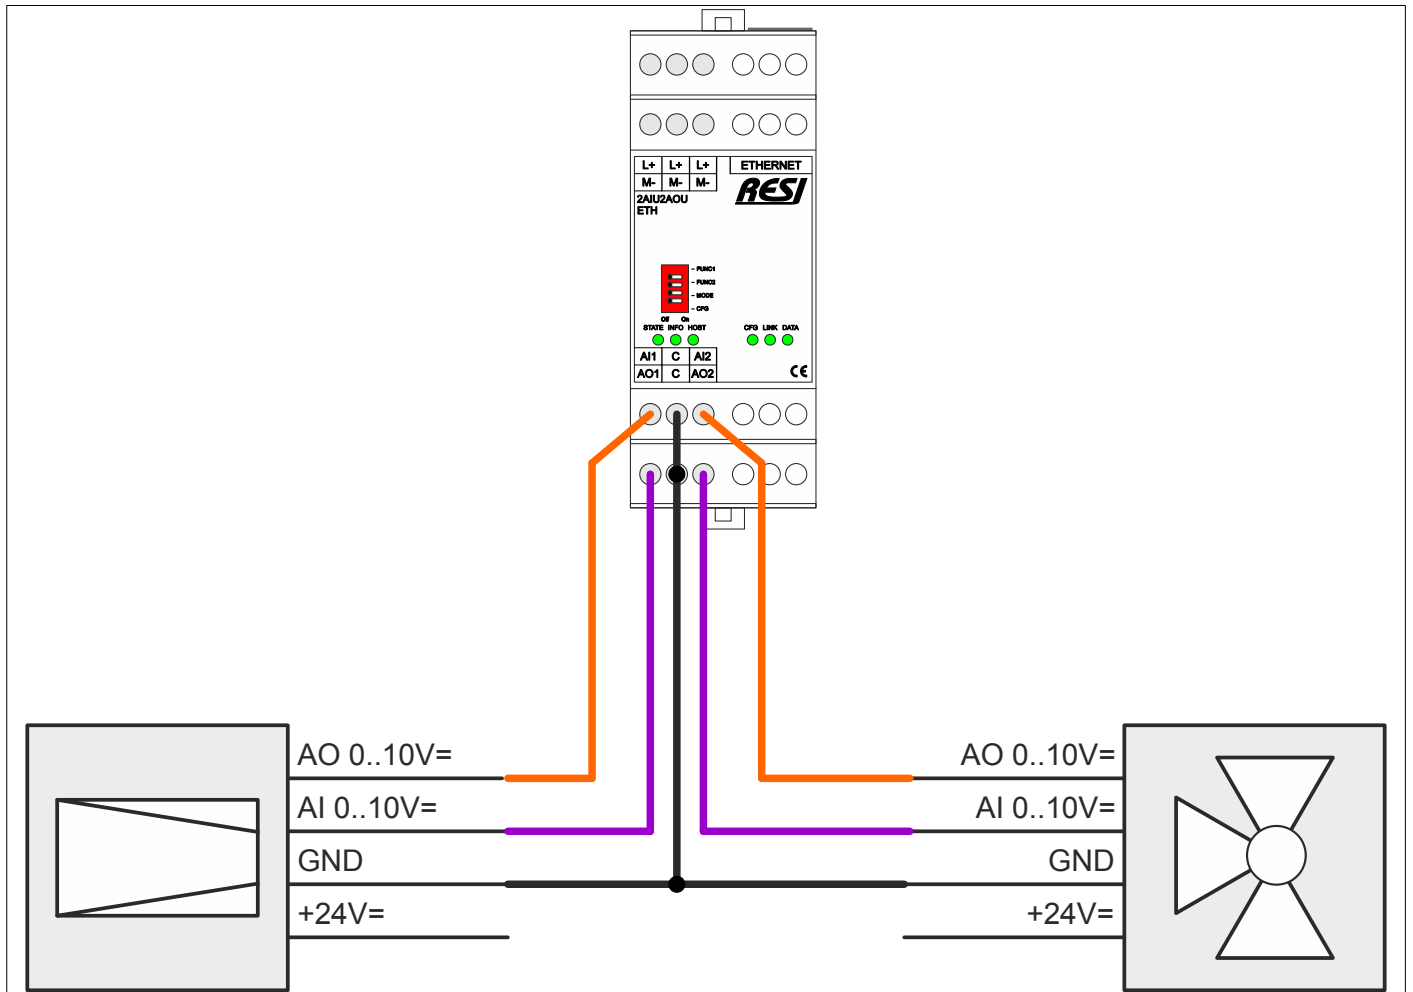 L+ L+ L+ ETHERNET
M- M- M- RESI
2AIU2AOU
ETH
– FUNC1
– FUNC2
– MODE
– CFG
Off On
STATE INFO HOST CFG LINK DATA
AI1 C AI2
AO1 C AO2 CE
AO 0..10V= AO 0..10V=
AI 0..10V= AI 0..10V=
GND GND
+24V= +24V=